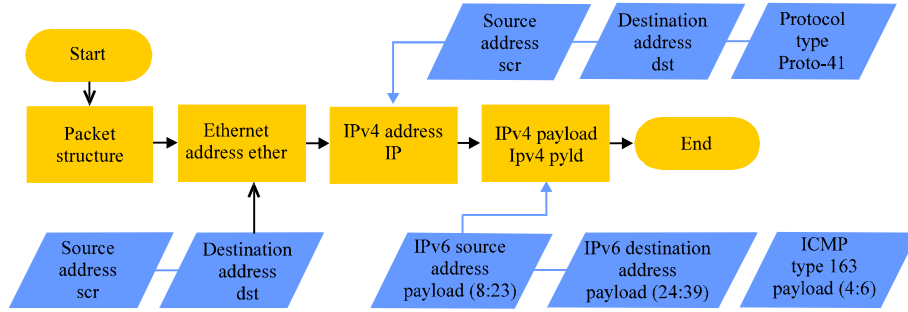 Start
Source
address
scr
Destination
address
dst
Protocol
type
Proto-41
Packet
structure
Ethernet
address ether
IPv4 address
IP
IPv4 payload
Ipv4 pyld
End
Source
address
scr
Destination
address
dst
IPv6 source
address
payload (8:23)
IPv6 destination
address
payload (24:39)
ICMP
type 163
payload (4:6)